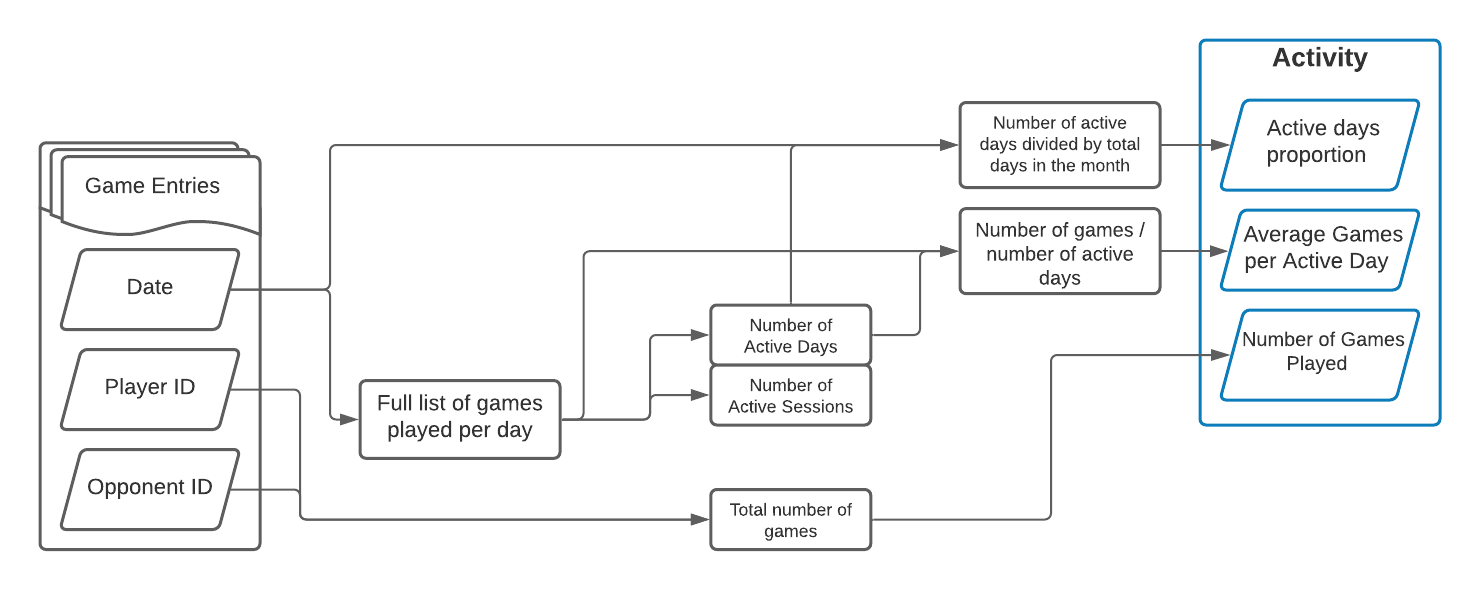 Activity
Number of active
days divided by total
days in the month
Active days
proportion
Game Entries
Number of games /
number of active
days
Average Games
per Active Day
Date
Number of
Active Days
Number of Games
Played
Player ID
Full list of games
played per day
Number of
Active Sessions
Opponent ID
Total number of
games